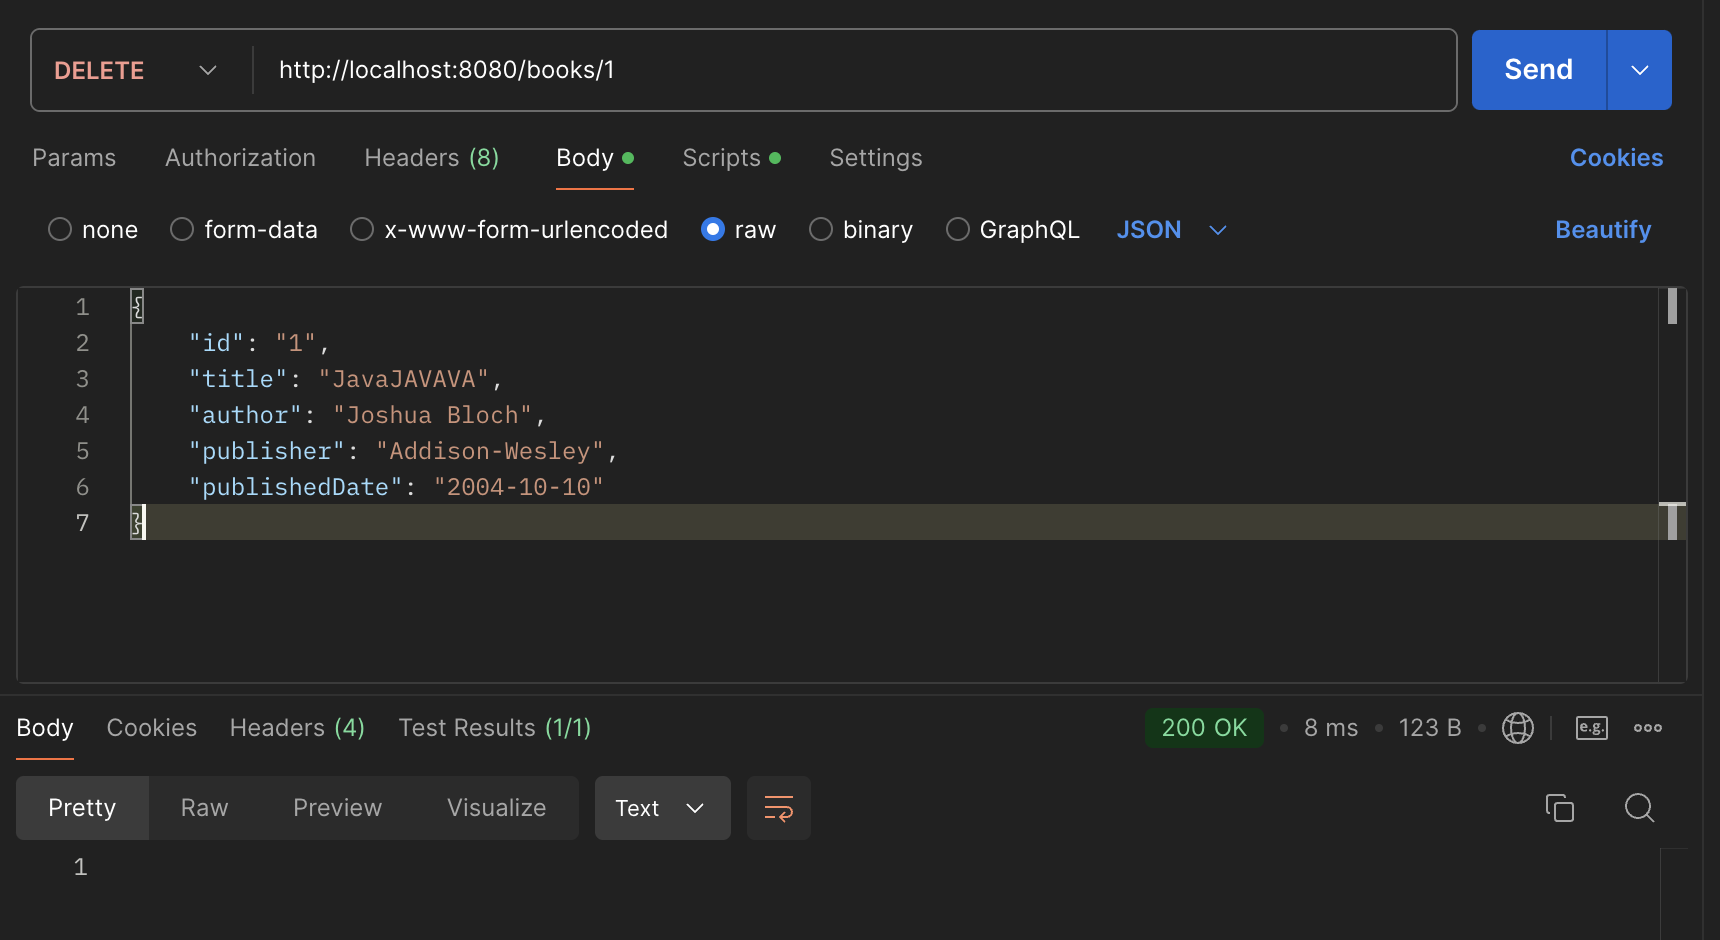 DELETE http://localhost:8080/books/1 Send
Params Authorization Headers (8) Body Scripts Settings Cookies
none form-data x-www-form-urlencoded raw binary GraphQL JSON Beautify
1 {
2 "id": "1",
3 "title": "JavaJAVAVA",
4 "author": "Joshua Bloch",
5 "publisher": "Addison-Wesley",
6 "publishedDate": "2004-10-10"
7 }
Body Cookies Headers (4) Test Results (1/1) 200 OK • 8 ms • 123 B • e.g.
Pretty Raw Preview Visualize Text
1